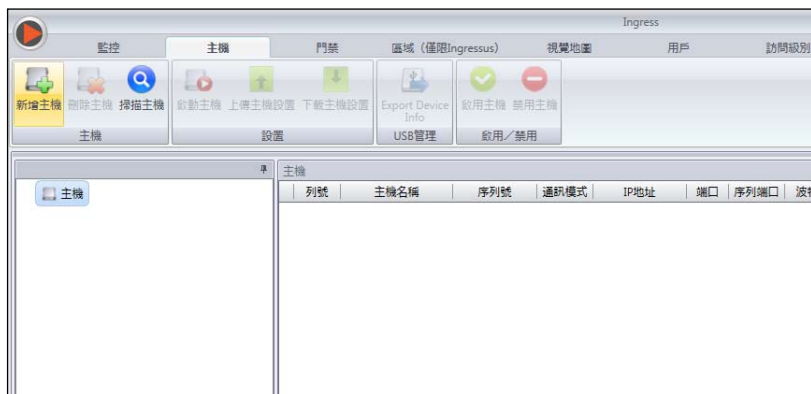 Ingress
監控 主機 門禁 區域（僅限Ingressus） 視覺地圖 用戶 訪問級別
新增主機 刪除主機 掃描主機 啟動主機 上傳主機設置 下載主機設置 Export Device Info 啟用主機 禁用主機
主機 設置 USB管理 啟用／禁用
主機
主機
列號 主機名稱 序列號 通訊模式 IP地址 端口 序列端口 波